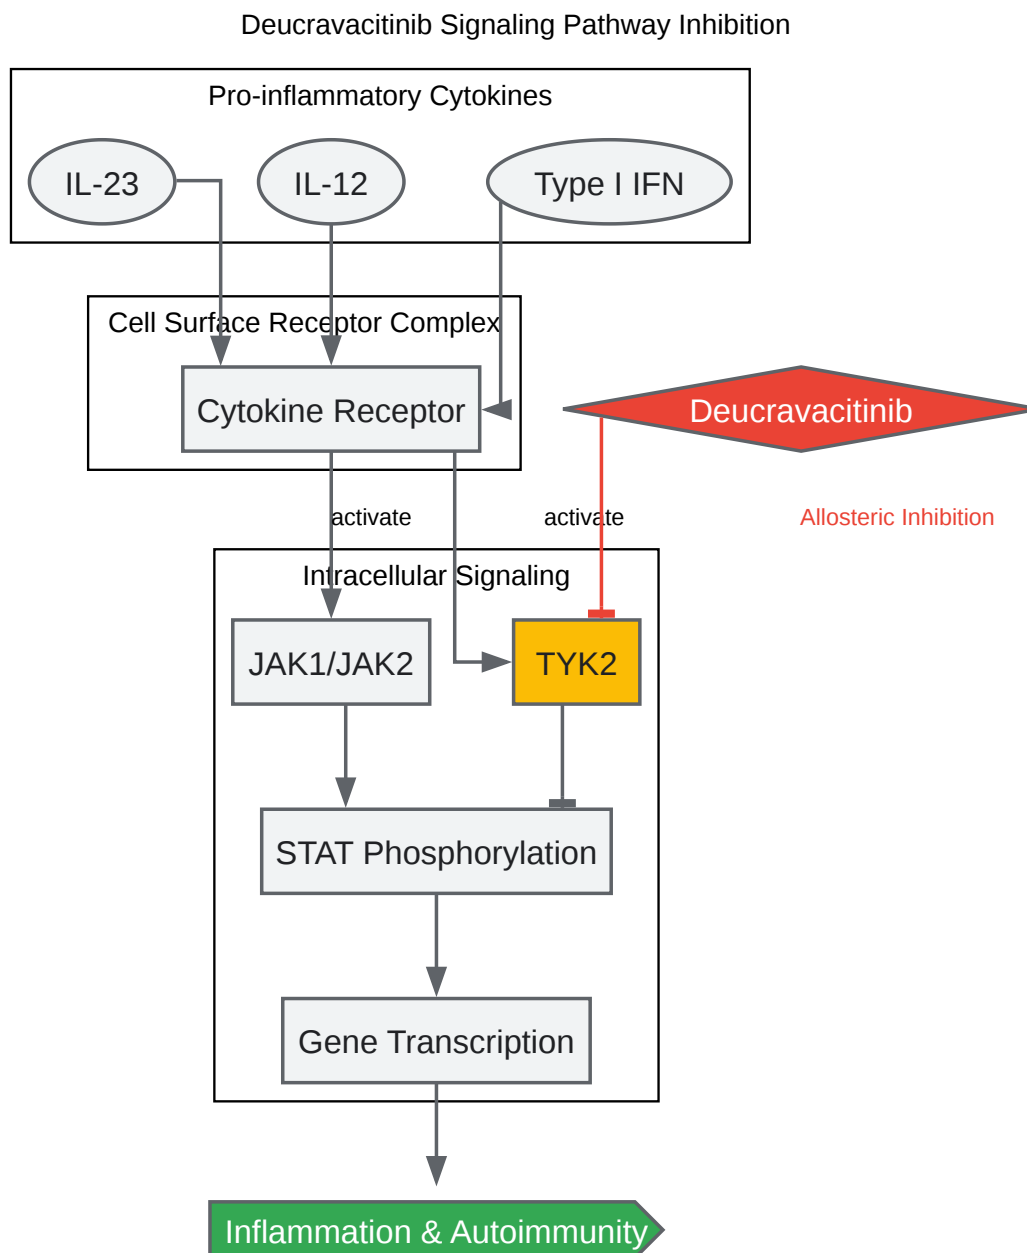 Deucravacitinib Signaling Pathway Inhibition
Pro-inflammatory Cytokines
IL-23
IL-12
Type I IFN
Cell Surface Receptor Complex
Cytokine Receptor
Deucravacitinib
activate
activate
Allosteric Inhibition
Intracellular Signaling
JAK1/JAK2
TYK2
STAT Phosphorylation
Gene Transcription
Inflammation & Autoimmunity